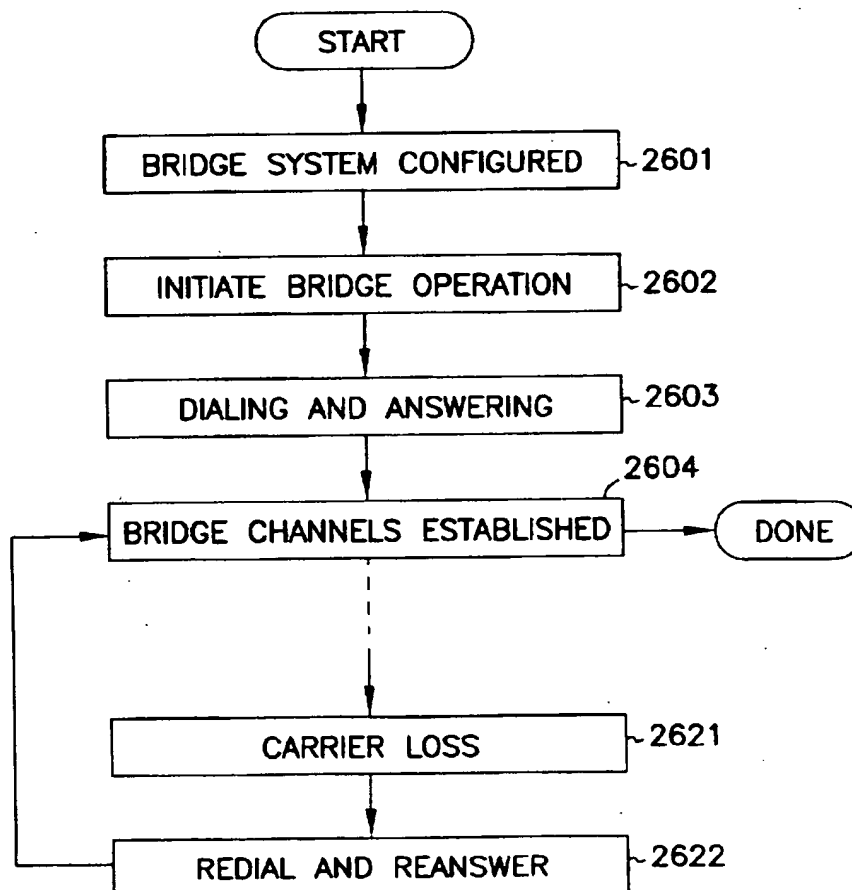 START
BRIDGE SYSTEM CONFIGURED 2601
INITIATE BRIDGE OPERATION 2602
DIALING AND ANSWERING 2603
2604
BRIDGE CHANNELS ESTABLISHED DONE
CARRIER LOSS 2621
REDIAL AND REANSWER 2622